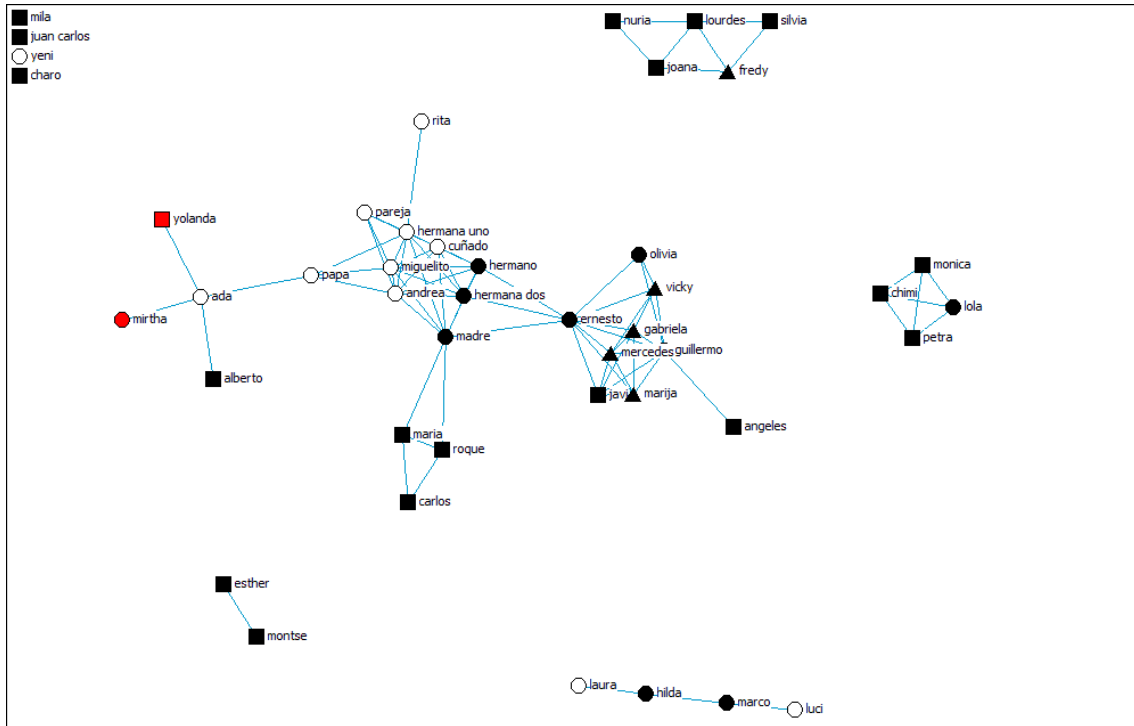 mila
juan carlos
yeni
charo
nuria
lourdes
silvia
joana
fredy
rita
pareja
yolanda
hermana uno
cuñado
olivia
hermano
miguelito
monica
papa
vicky
andrea
hermana dos
chimi
ada
lola
mirtha
ernesto
gabriela
madre
petra
mercedes
guillermo
alberto
javi
marija
angeles
maria
roque
carlos
esther
montse
laura
hilda
marco
luci